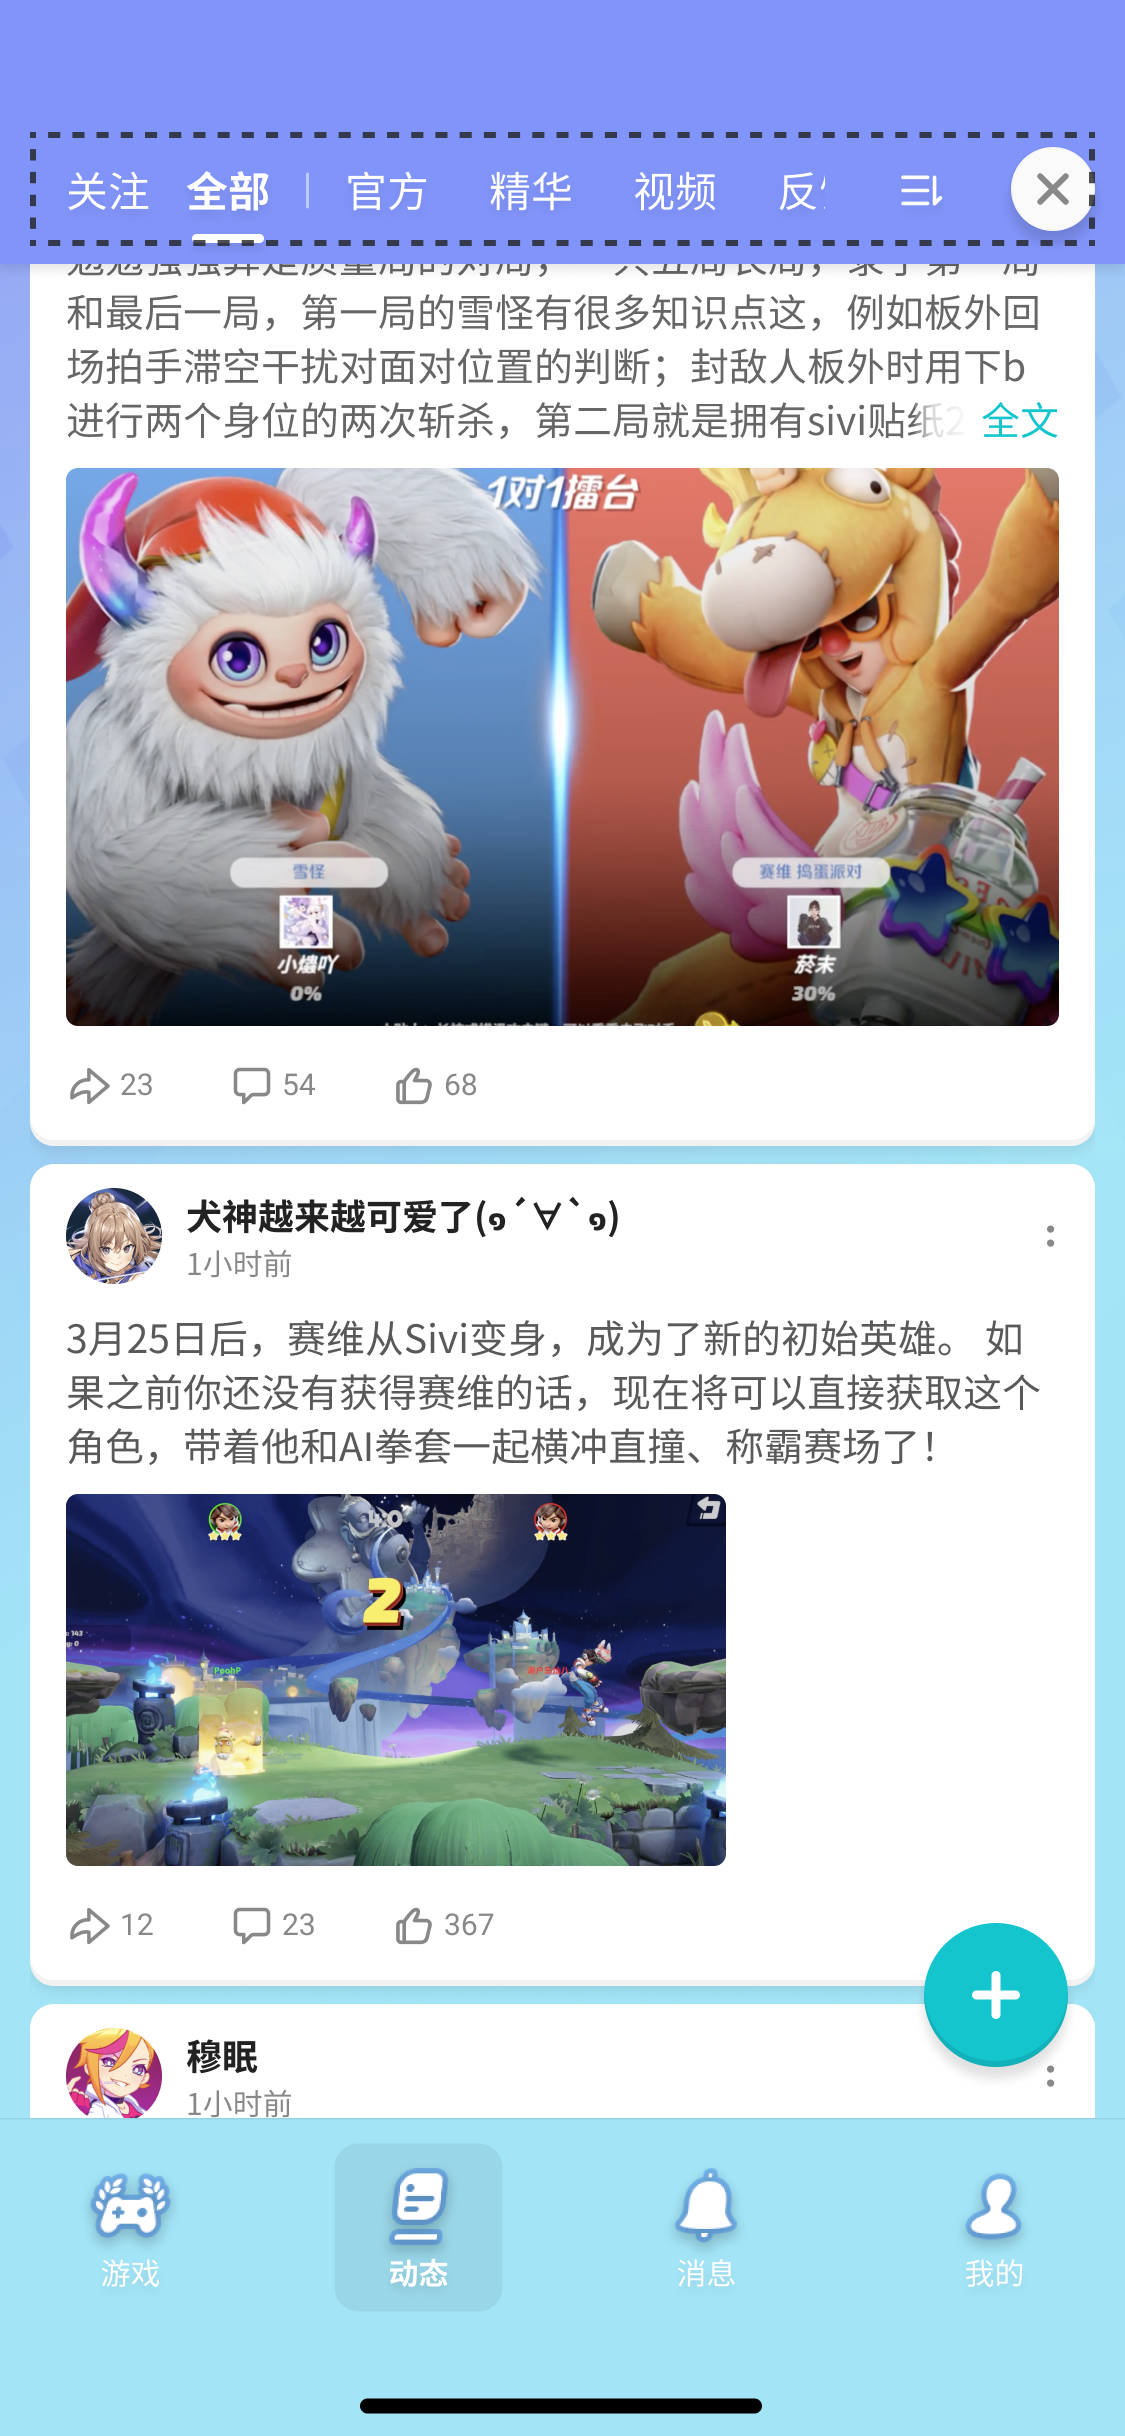 关注 全部 官方 精华 视频
和最后一局，第一局的雪怪有很多知识点这，例如板外回
场拍手滞空干扰对面对位置的判断；封敌人板外时用下b
进行两个身位的两次斩杀，第二局就是拥有sivi贴纸2 全文
1对1擂台
雪怪
赛维 捣蛋派对
菸末
0%
30%
23 54 68
犬神越来越可爱了(๑´∀`๑)
1小时前
3月25日后，赛维从Sivi变身，成为了新的初始英雄。 如
果之前你还没有获得赛维的话，现在将可以直接获取这个
角色，带着他和AI拳套一起横冲直撞、称霸赛场了！
2
PeohP
12 23 367
穆眠
1小时前
游戏 动态 消息 我的